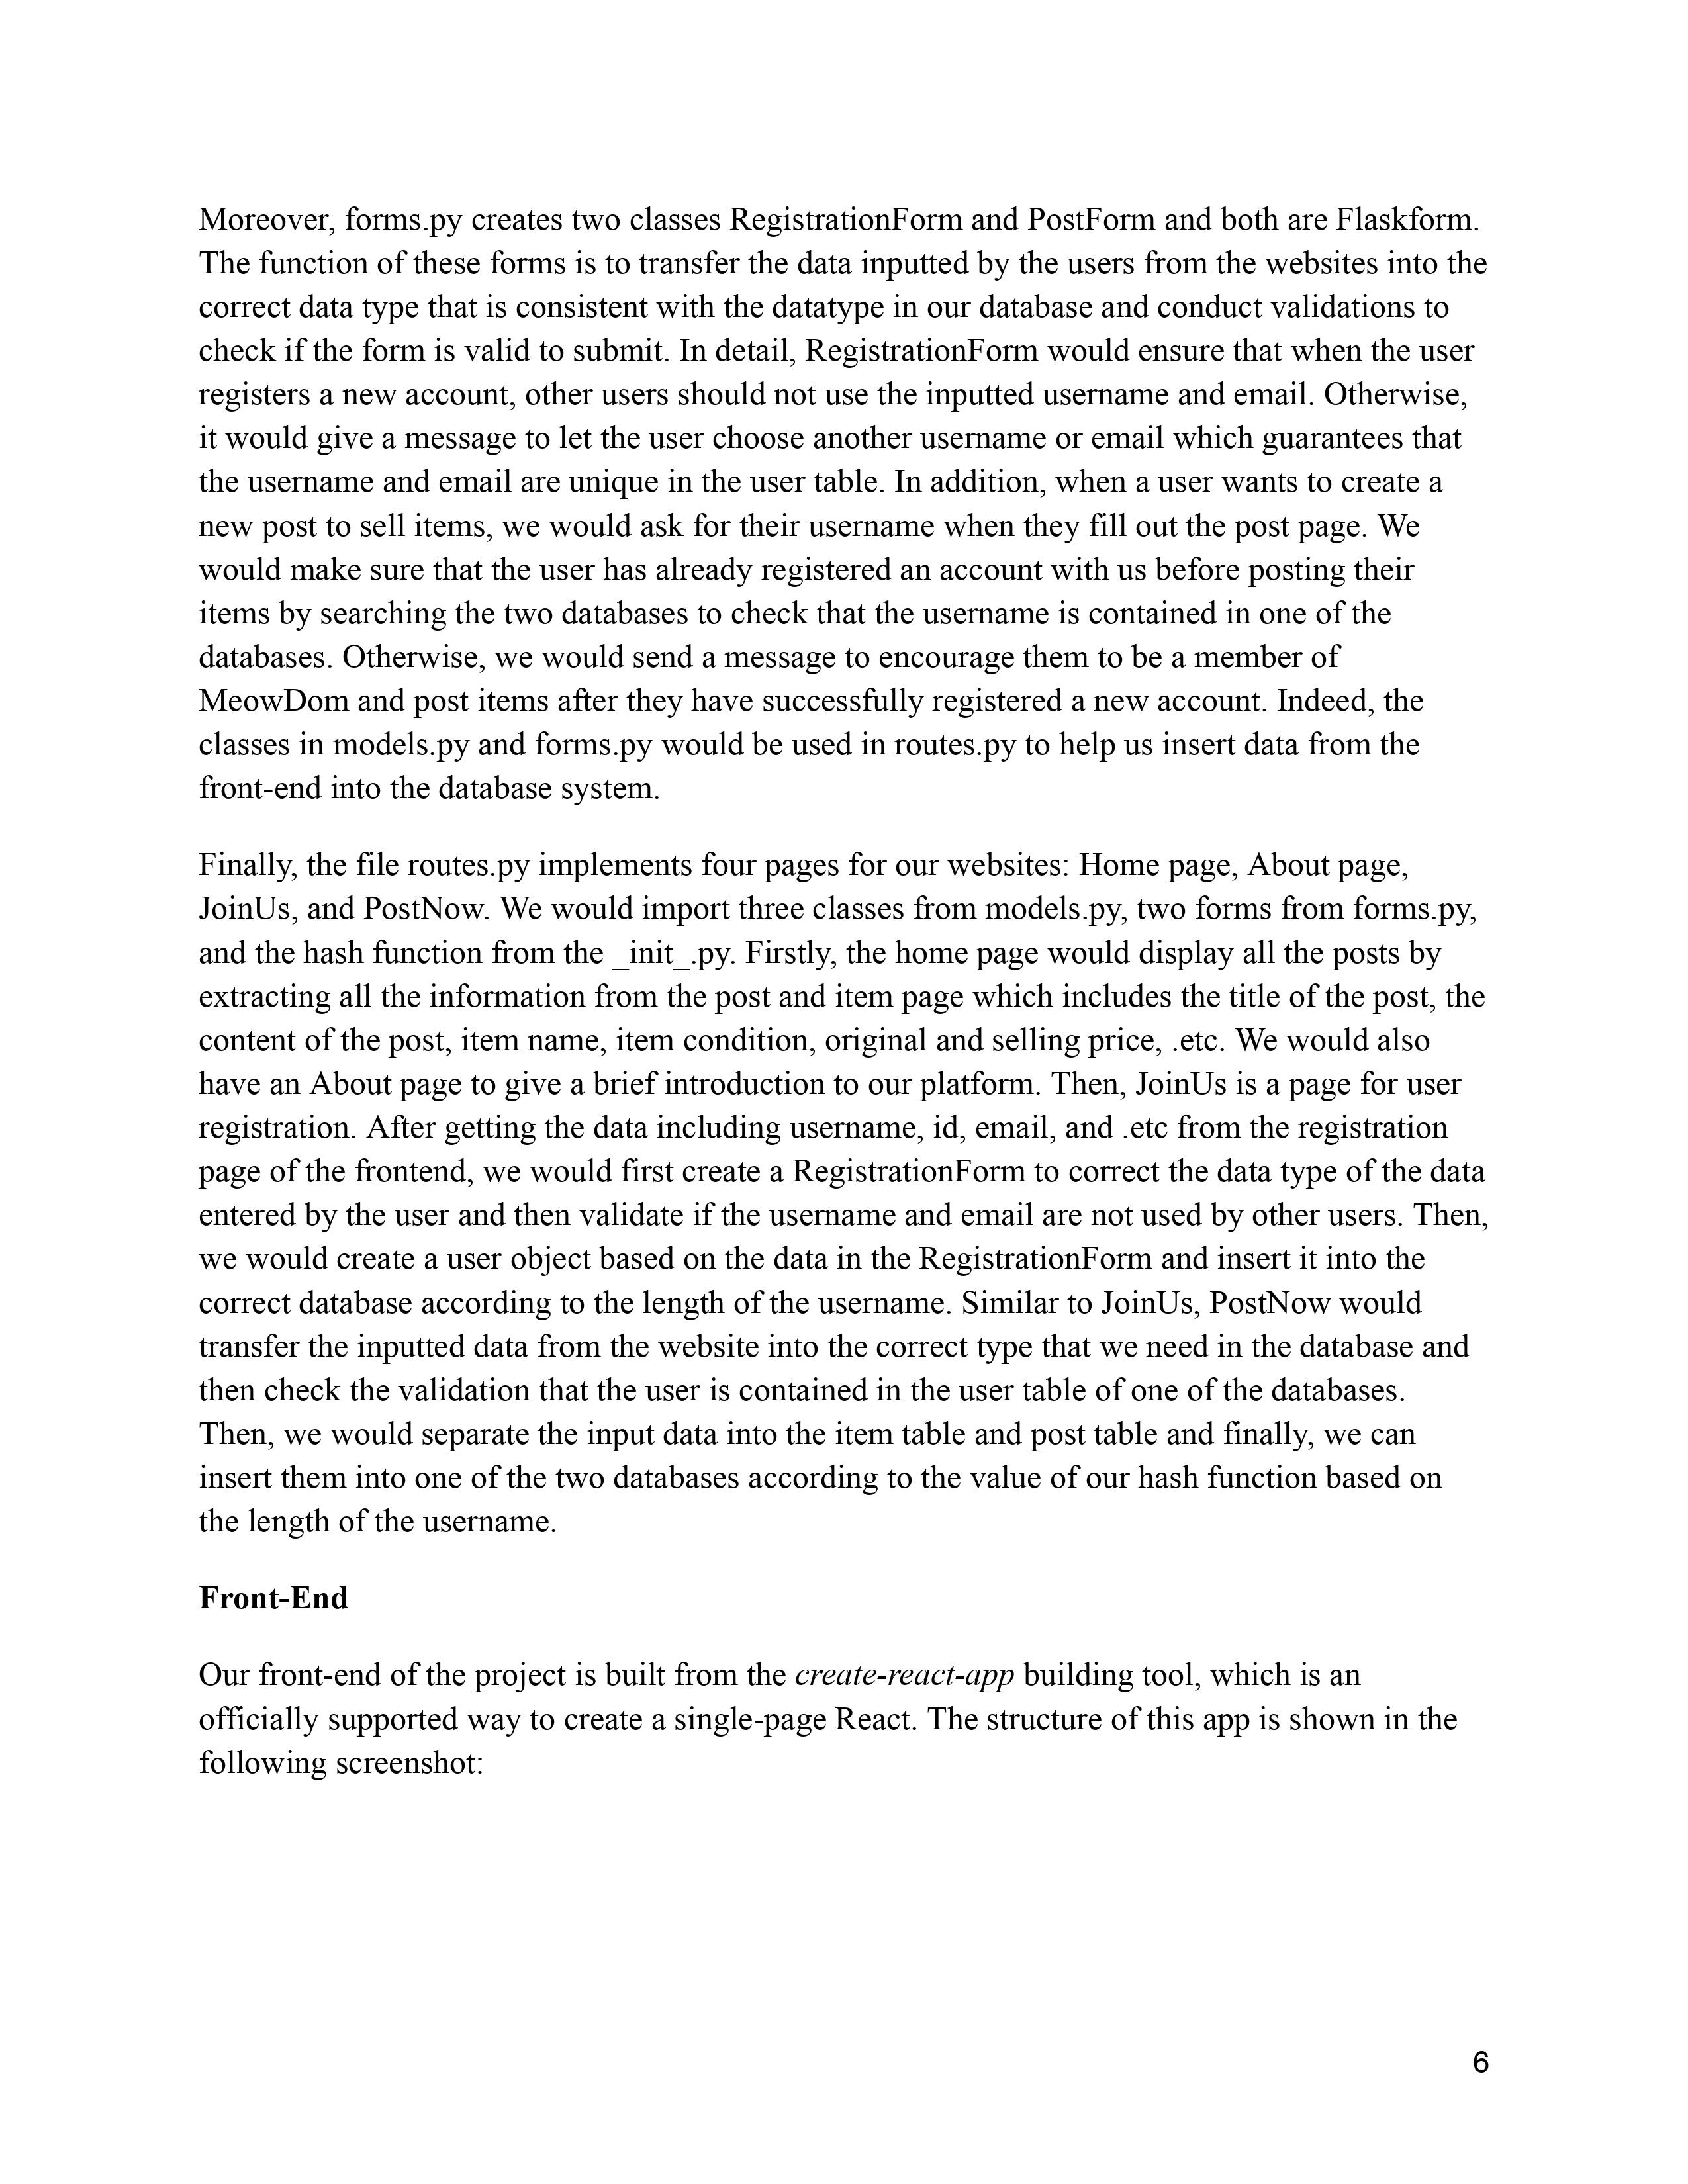 Moreover, forms.py creates two classes RegistrationForm and PostForm and both are Flaskform.
The function of these forms is to transfer the data inputted by the users from the websites into the
correct data type that is consistent with the datatype in our database and conduct validations to
check if the form is valid to submit. In detail, RegistrationForm would ensure that when the user
registers a new account, other users should not use the inputted username and email. Otherwise,
it would give a message to let the user choose another username or email which guarantees that
the username and email are unique in the user table. In addition, when a user wants to create a
new post to sell items, we would ask for their username when they fill out the post page. We
would make sure that the user has already registered an account with us before posting their
items by searching the two databases to check that the username is contained in one of the
databases. Otherwise, we would send a message to encourage them to be a member of
MeowDom and post items after they have successfully registered a new account. Indeed, the
classes in models.py and forms.py would be used in routes.py to help us insert data from the
front-end into the database system.
Finally, the file routes.py implements four pages for our websites: Home page, About page,
JoinUs, and PostNow. We would import three classes from models.py, two forms from forms.py,
and the hash function from the _init_.py. Firstly, the home page would display all the posts by
extracting all the information from the post and item page which includes the title of the post, the
content of the post, item name, item condition, original and selling price, .etc. We would also
have an About page to give a brief introduction to our platform. Then, JoinUs is a page for user
registration. After getting the data including username, id, email, and .etc from the registration
page of the frontend, we would first create a RegistrationForm to correct the data type of the data
entered by the user and then validate if the username and email are not used by other users. Then,
we would create a user object based on the data in the RegistrationForm and insert it into the
correct database according to the length of the username. Similar to JoinUs, PostNow would
transfer the inputted data from the website into the correct type that we need in the database and
then check the validation that the user is contained in the user table of one of the databases.
Then, we would separate the input data into the item table and post table and finally, we can
insert them into one of the two databases according to the value of our hash function based on
the length of the username.
Front-End
Our front-end of the project is built from the create-react-app building tool, which is an
officially supported way to create a single-page React. The structure of this app is shown in the
following screenshot:
6